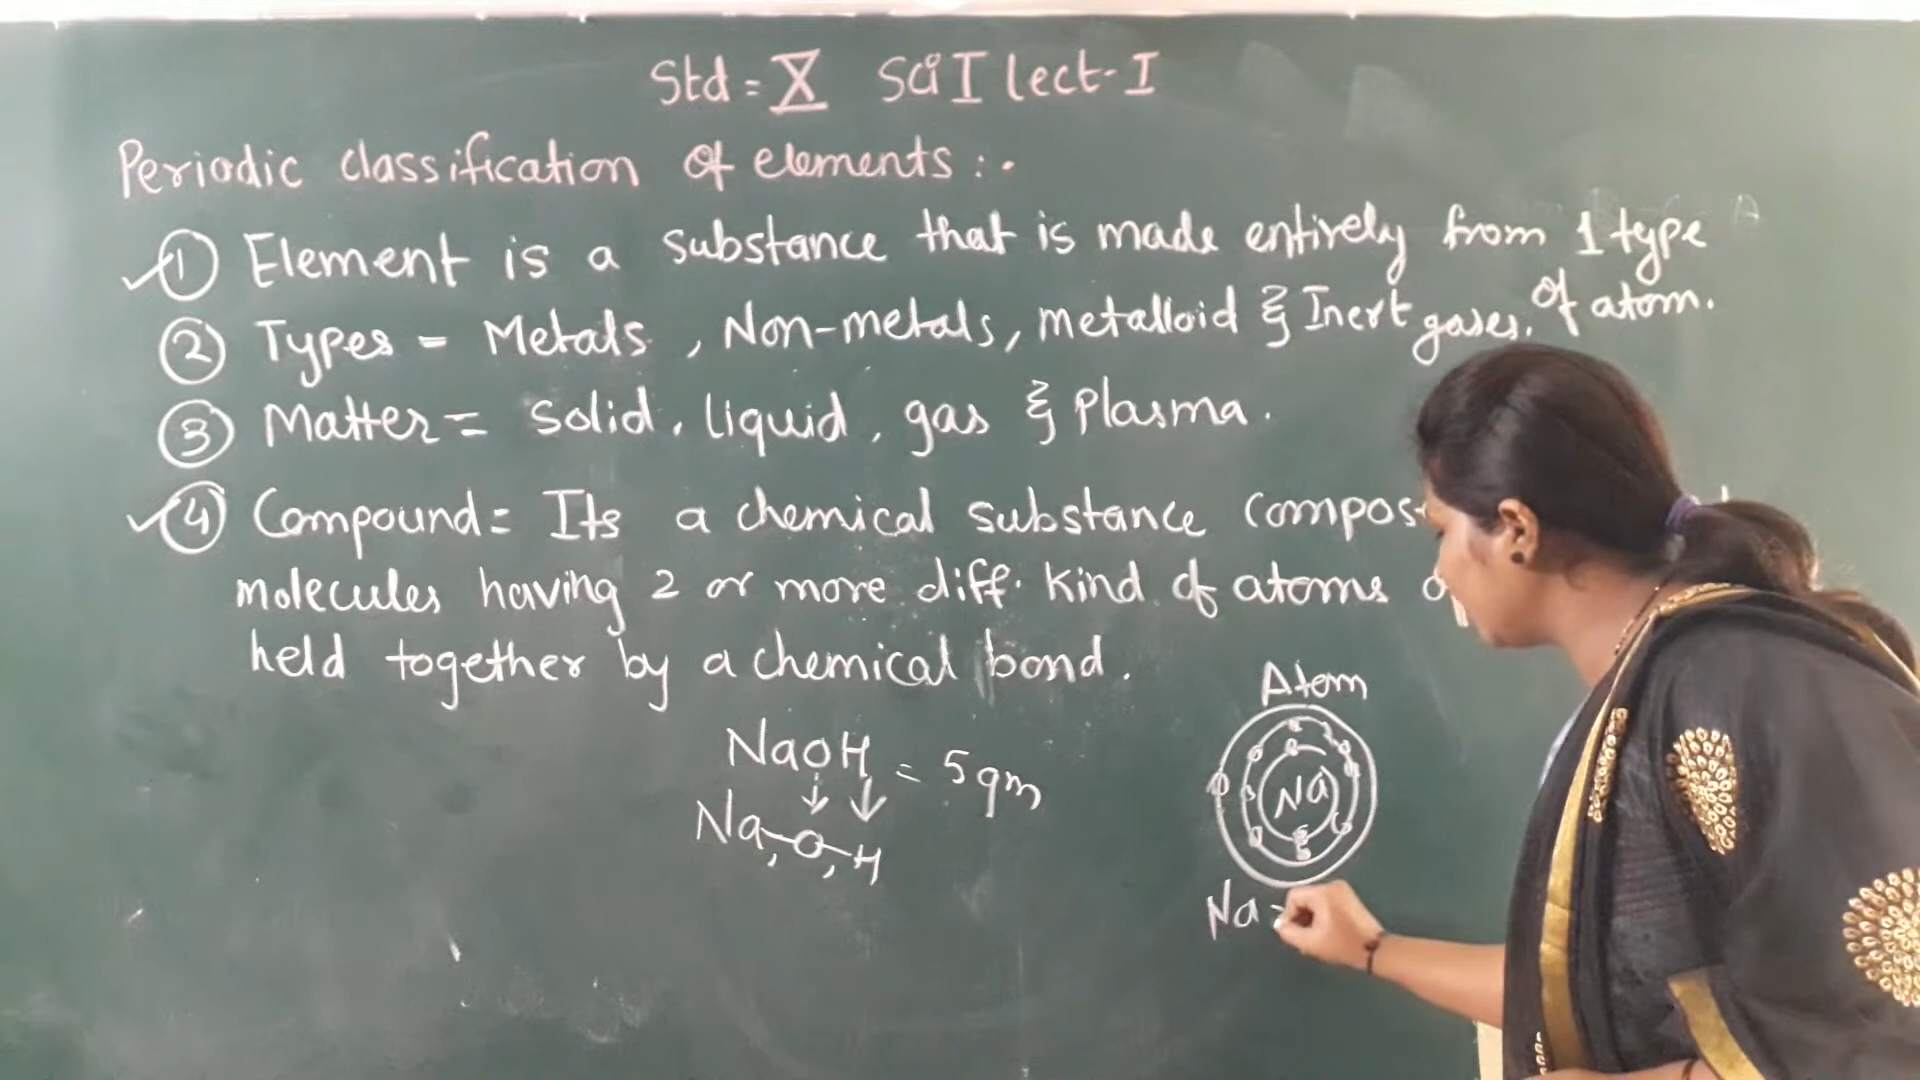 Std = X Sci I lect-I
Periodic classification of elements :-
① Element is a substance that is made entirely from 1 type of atom.
② Types = Metals, Non-metals, metalloid & Inert gases.
③ Matter = solid, liquid, gas & Plasma.
④ Compound = Its a chemical substance
molecules having 2 or more diff. kind of atoms
held together by a chemical bond.
NaOH = 5gm
Na, O, H
Atom
Na
Na =